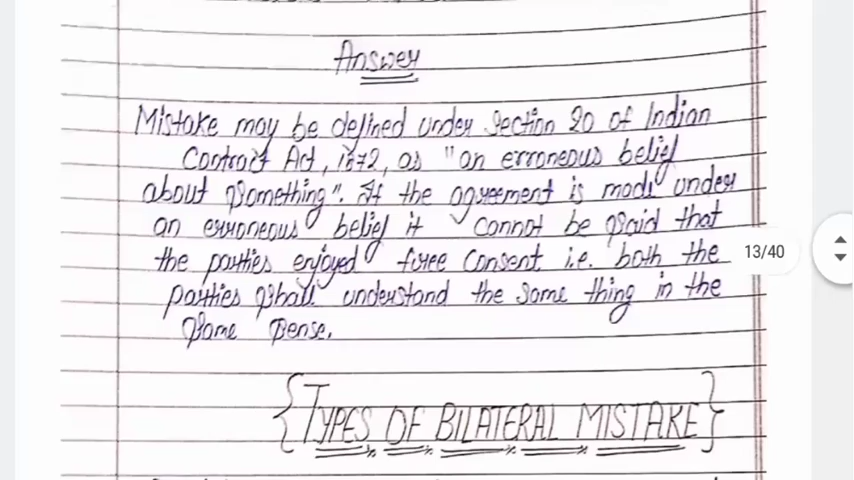 Answer
Mistake may be defined under Section 20 of Indian
Contract Act, 1872, as "an erroneous belief
about something". If the agreement is made under
an erroneous belief it cannot be said that
the parties enjoyed free consent i.e. both the
parties shall understand the same thing in the
same sense.
13/40
{TYPES OF BILATERAL MISTAKE}